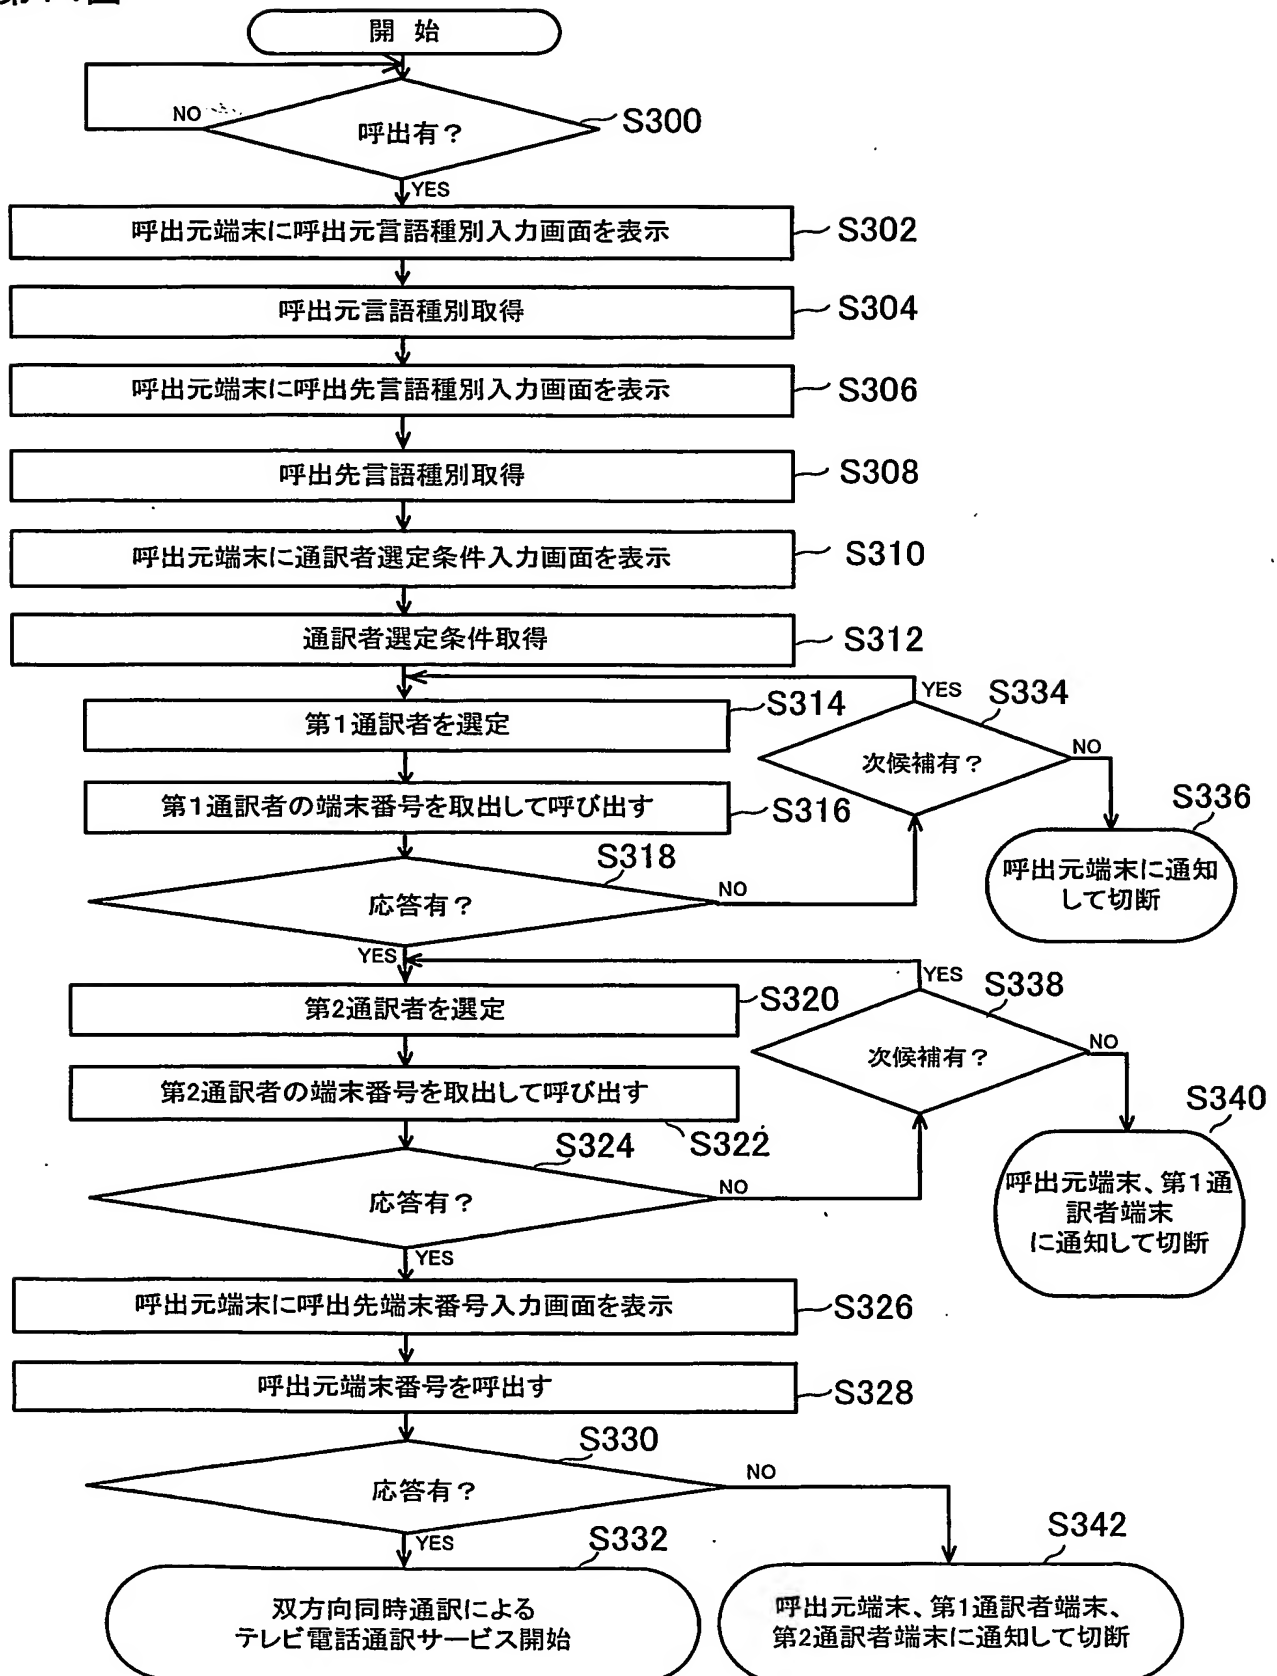 開 始
呼出有?
S300
NO
YES
呼出元端末に呼出元言語種別入力画面を表示
S302
呼出元言語種別取得
S304
呼出元端末に呼出先言語種別入力画面を表示
S306
呼出先言語種別取得
S308
呼出元端末に通訳者選定条件入力画面を表示
S310
通訳者選定条件取得
S312
第1通訳者を選定
S314
YES
S334
次候補有?
NO
第1通訳者の端末番号を取出して呼び出す
S316
S336
呼出元端末に通知
して切断
S318
応答有?
NO
YES
第2通訳者を選定
S320
YES
S338
次候補有?
NO
第2通訳者の端末番号を取出して呼び出す
S322
S340
呼出元端末、第1通
訳者端末
に通知して切断
S324
応答有?
NO
YES
呼出元端末に呼出先端末番号入力画面を表示
S326
呼出元端末番号を呼出す
S328
S330
応答有?
NO
YES
S332
双方向同時通訳による
テレビ電話通訳サービス開始
S342
呼出元端末、第1通訳者端末、
第2通訳者端末に通知して切断